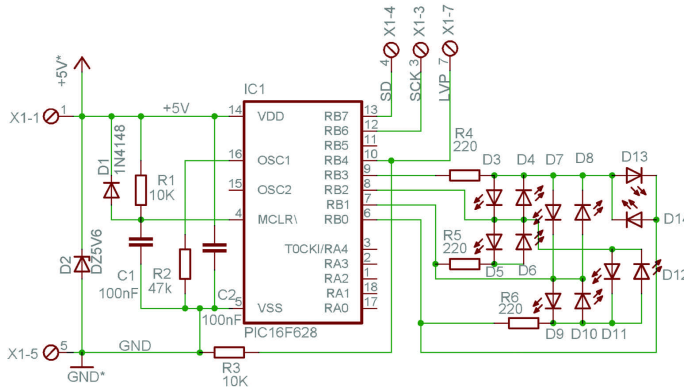 X1-4
X1-3
X1-7
+5V*
4
3
7
SD
SCK
LVP
IC1
X1-1
1
+5V
14
VDD
RB7
13
RB6
12
RB5
11
RB4
10
RB3
9
RB2
8
RB1
7
RB0
6
16
OSC1
15
OSC2
4
MCLR\
T0CKI/RA4
3
RA3
2
RA2
1
RA1
18
RA0
17
5
VSS
PIC16F628
D1
1N4148
R1
10K
D2
DZ5V6
C1
100nF
R2
47k
C2
100nF
R3
10K
X1-5
5
GND
GND*
R4
220
D3
D4
D7
D8
D13
D14
R5
220
D5
D6
D12
R6
220
D9
D10
D11